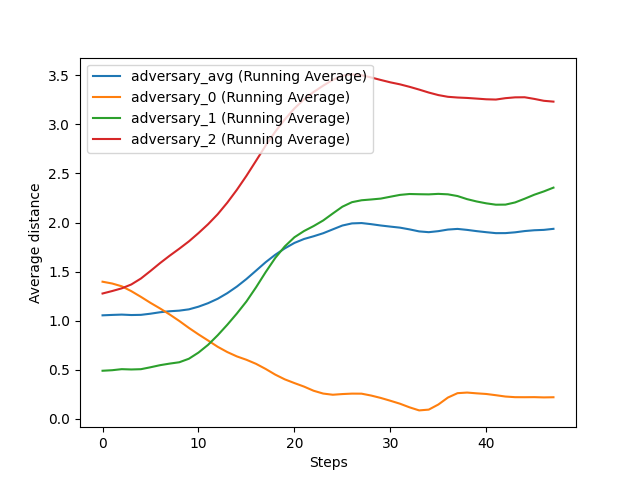 adversary_avg (Running Average)
adversary_0 (Running Average)
adversary_1 (Running Average)
adversary_2 (Running Average)
3.5
3.0
2.5
2.0
1.5
1.0
0.5
0.0
Average distance
0 10 20 30 40
Steps